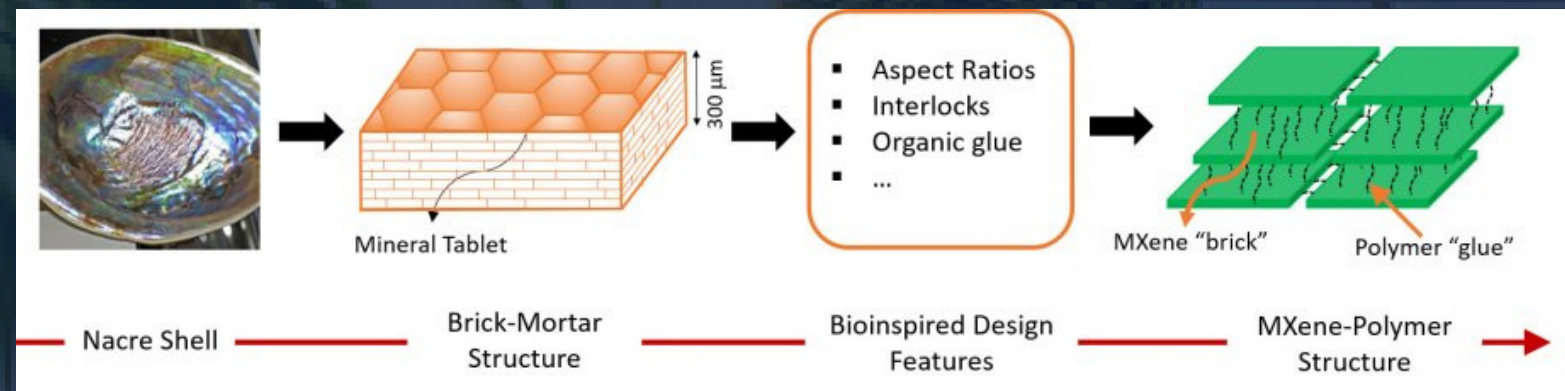 300 μm
Mineral Tablet
▪ Aspect Ratios
▪ Interlocks
▪ Organic glue
▪ ...
MXene “brick”
Polymer “glue”
Nacre Shell
Brick-Mortar
Structure
Bioinspired Design
Features
MXene-Polymer
Structure